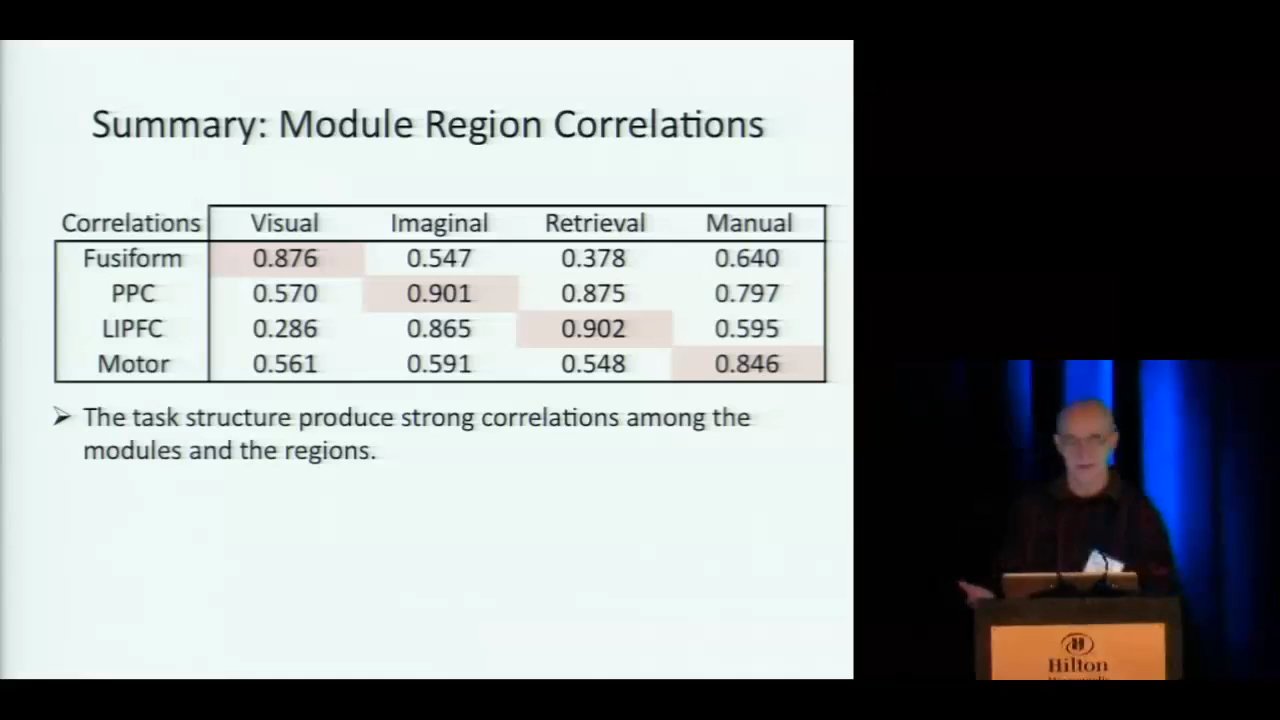 Summary: Module Region Correlations
Correlations Visual Imaginal Retrieval Manual
Fusiform 0.876 0.547 0.378 0.640
PPC 0.570 0.901 0.875 0.797
LIPFC 0.286 0.865 0.902 0.595
Motor 0.561 0.591 0.548 0.846
➢ The task structure produce strong correlations among the
modules and the regions.
Hilton